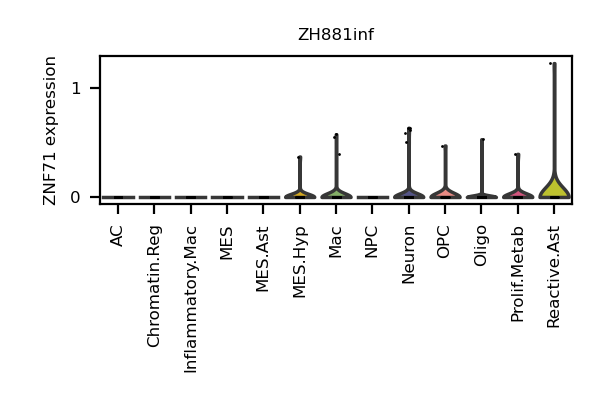 ZH881inf
ZNF71 expression
1
0
AC
Chromatin.Reg
Inflammatory.Mac
MES
MES.Ast
MES.Hyp
Mac
NPC
Neuron
OPC
Oligo
Prolif.Metab
Reactive.Ast